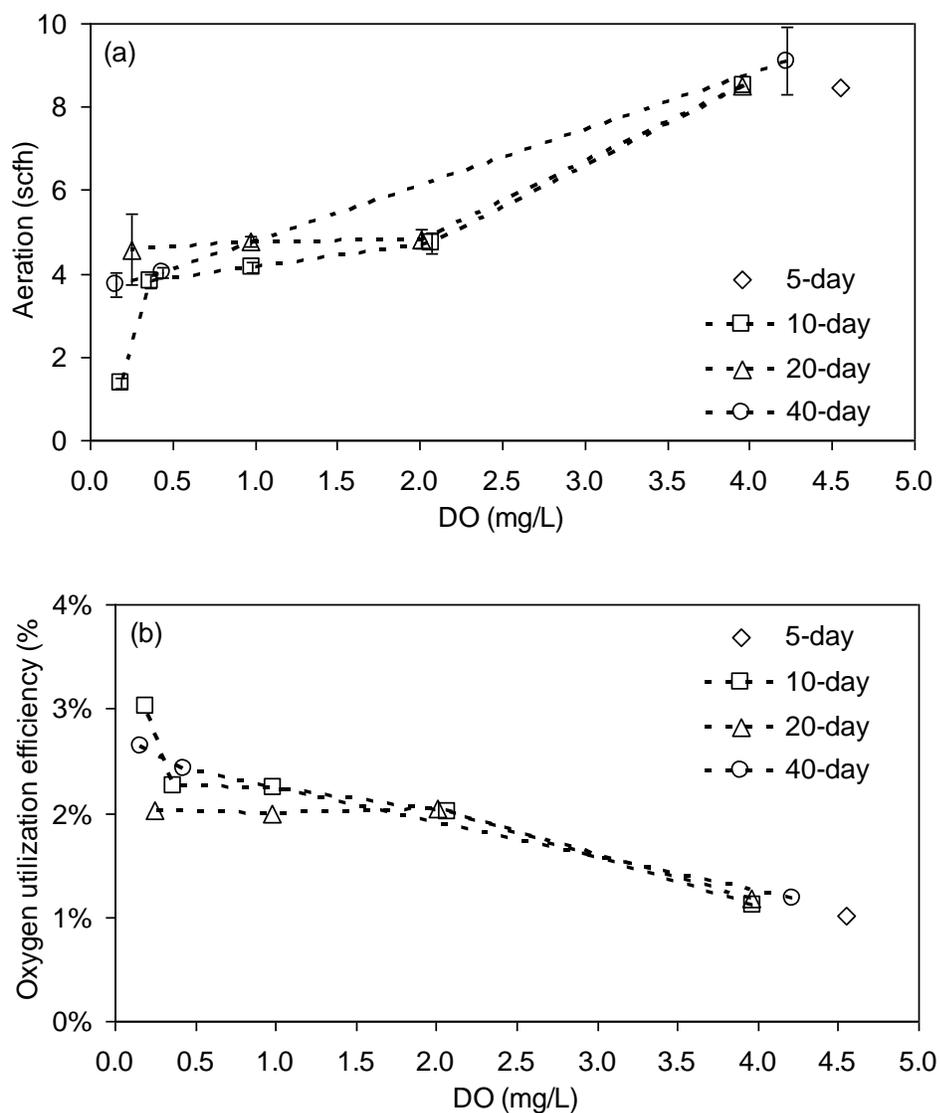 (a)
Aeration (scfh)
10
8
6
4
2
0
0.0 0.5 1.0 1.5 2.0 2.5 3.0 3.5 4.0 4.5 5.0
DO (mg/L)
5-day
10-day
20-day
40-day
(b)
Oxygen utilization efficiency (%
4%
3%
2%
1%
0%
0.0 0.5 1.0 1.5 2.0 2.5 3.0 3.5 4.0 4.5 5.0
DO (mg/L)
5-day
10-day
20-day
40-day